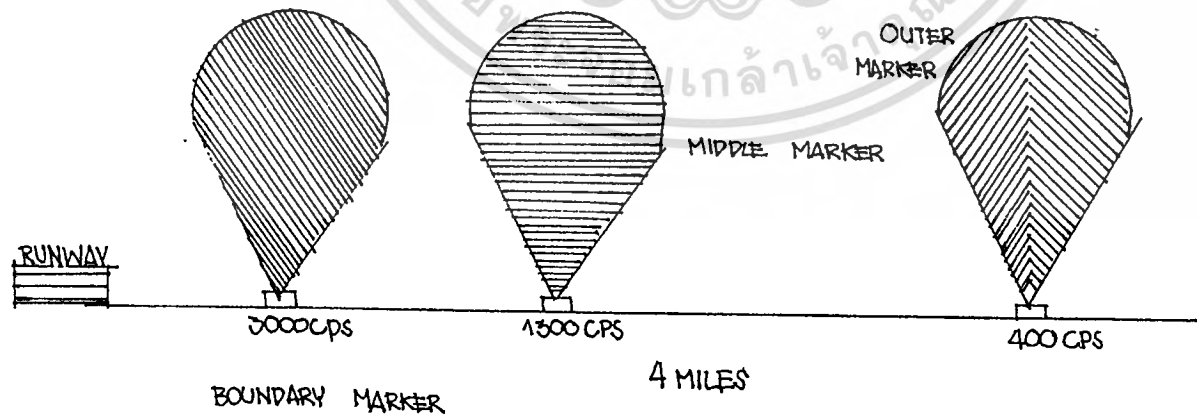 OUTER
MARKER
MIDDLE MARKER
RUNWAY
3000CPS
1300 CPS
400 CPS
4 MILES
BOUNDARY MARKER